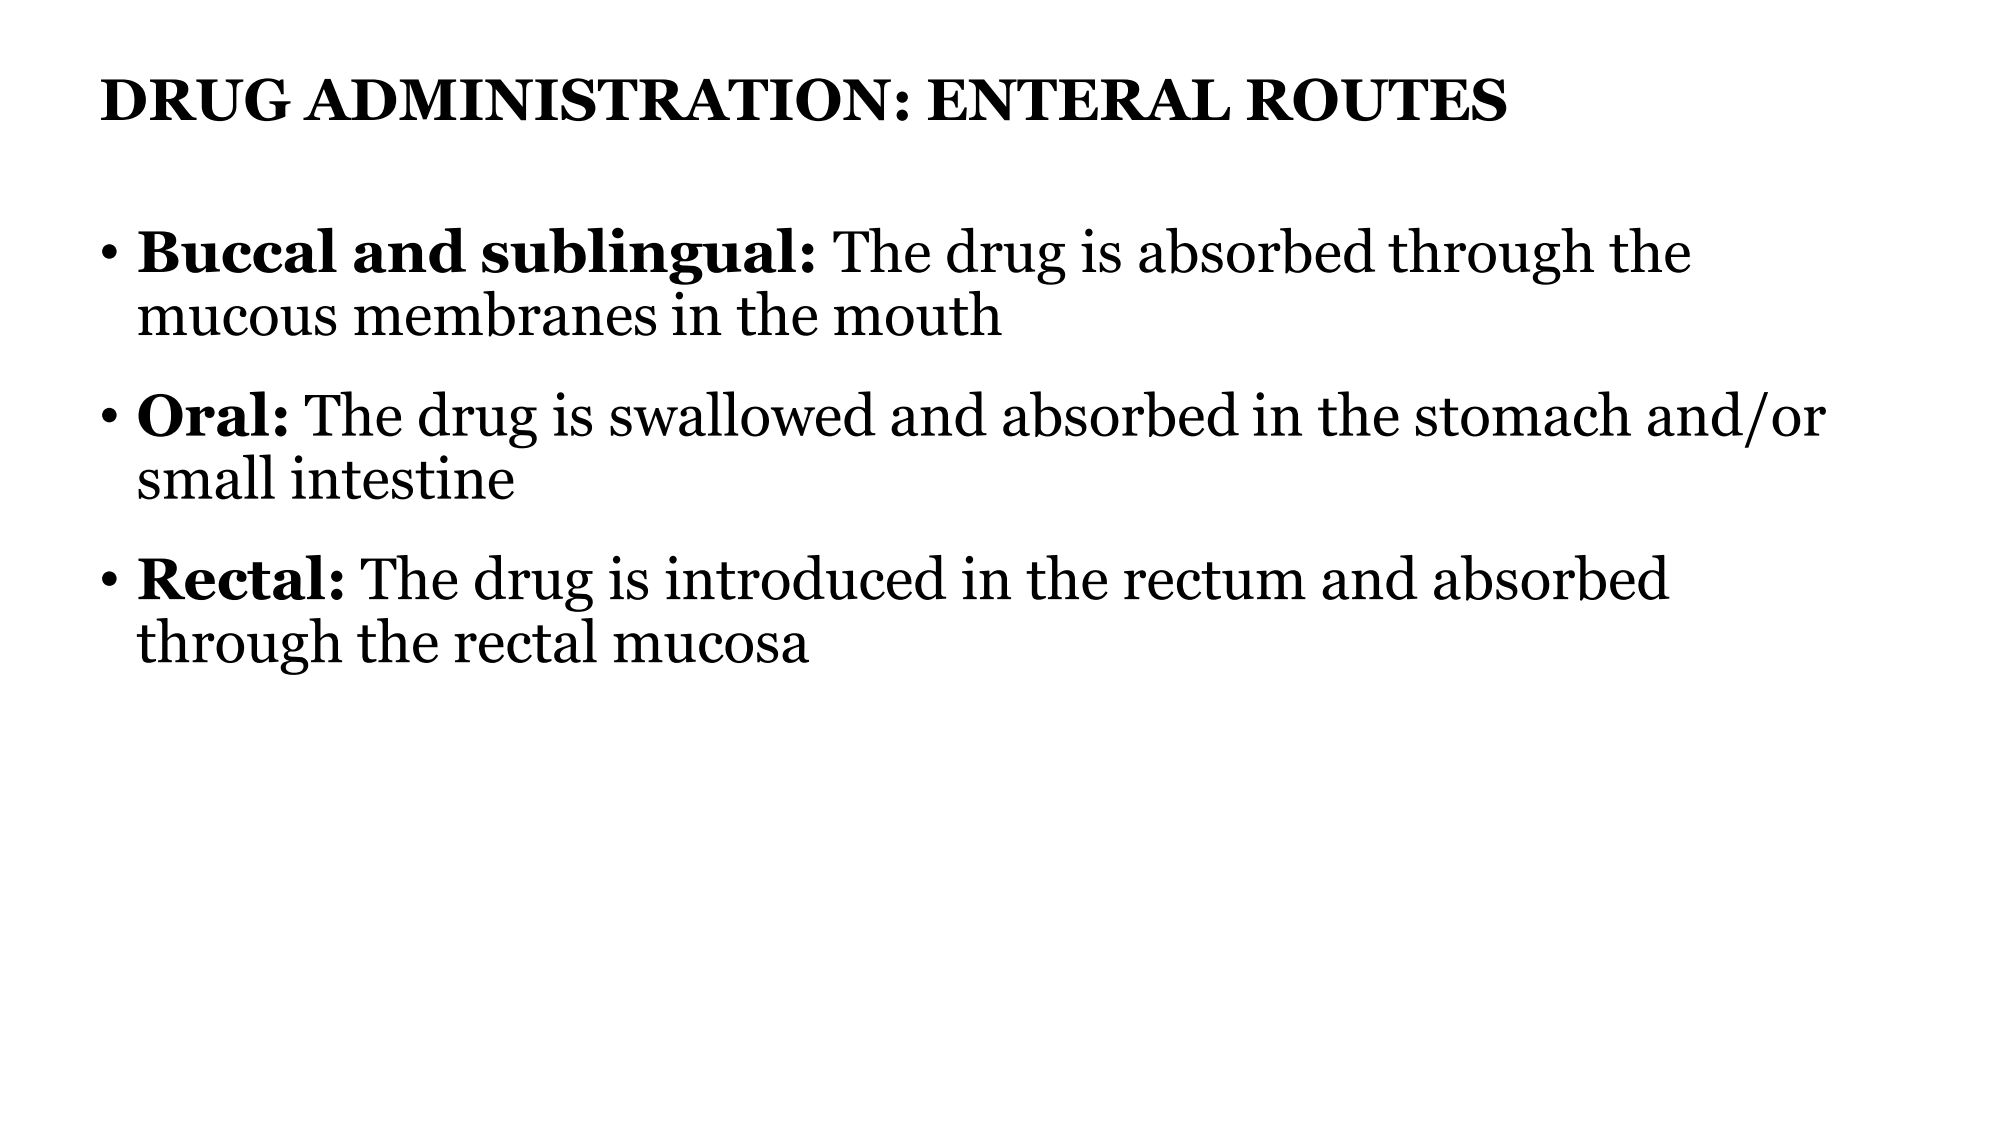 DRUG ADMINISTRATION: ENTERAL ROUTES
• Buccal and sublingual: The drug is absorbed through the
mucous membranes in the mouth
• Oral: The drug is swallowed and absorbed in the stomach and/or
small intestine
• Rectal: The drug is introduced in the rectum and absorbed
through the rectal mucosa